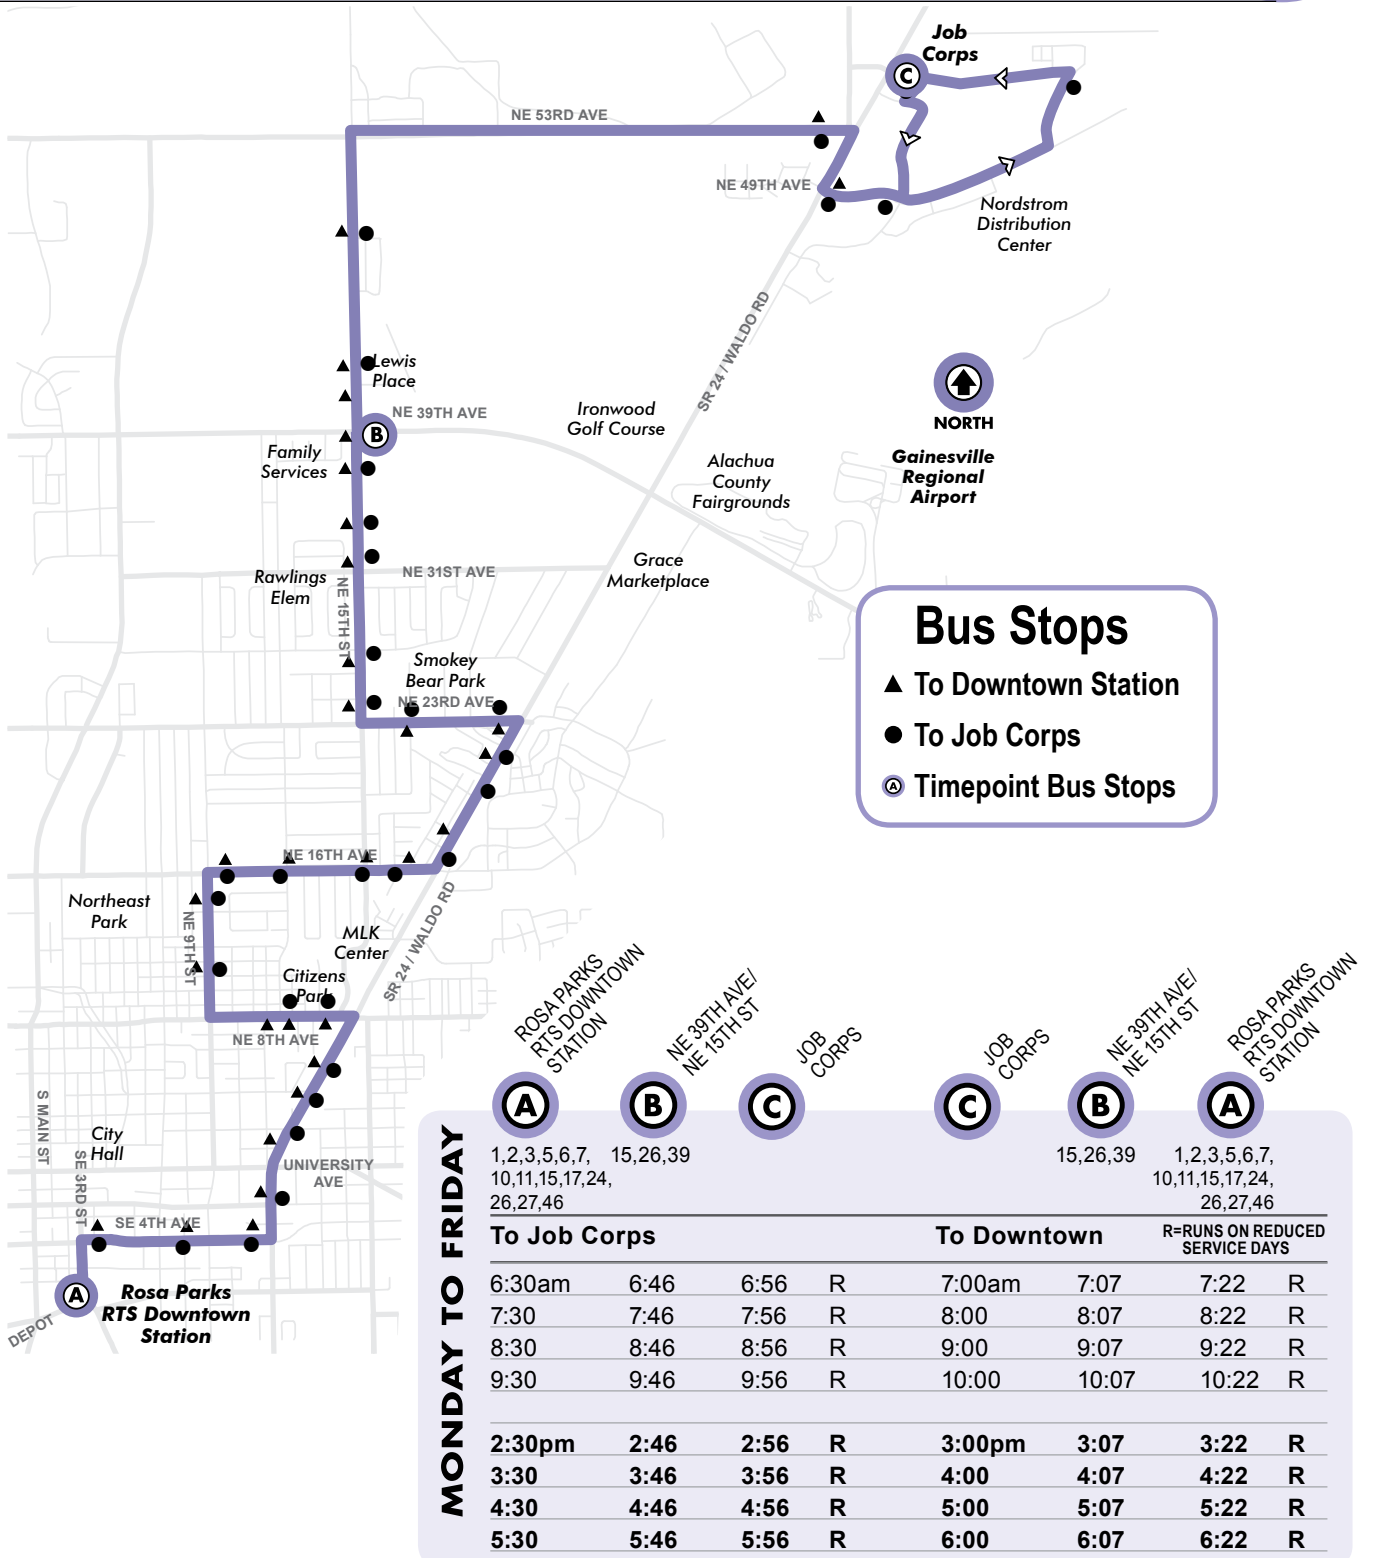 Job
Corps
C
NE 53RD AVE
NE 49TH AVE
Nordstrom
Distribution
Center
SR 24 / WALDO RD
Lewis
Place
NE 39TH AVE
B
Family
Services
Ironwood
Golf Course
NORTH
Gainesville
Regional
Airport
Alachua
County
Fairgrounds
Grace
Marketplace
Rawlings
Elem
NE 31ST AVE
NE 15TH ST
Smokey
Bear Park
NE 23RD AVE
Bus Stops
To Downtown Station
To Job Corps
A Timepoint Bus Stops
NE 16TH AVE
Northeast
Park
NE 9TH ST
MLK
Center
SR 24 / WALDO RD
Citizens
Park
NE 8TH AVE
S MAIN ST
City
Hall
SE 3RD ST
UNIVERSITY
AVE
SE 4TH AVE
A
Rosa Parks
RTS Downtown
Station
DEPOT
MONDAY TO FRIDAY
ROSA PARKS
RTS DOWNTOWN
STATION
NE 39TH AVE/
NE 15TH ST
JOB
CORPS
JOB
CORPS
NE 39TH AVE/
NE 15TH ST
ROSA PARKS
RTS DOWNTOWN
STATION
A B C C B A
1,2,3,5,6,7, 15,26,39 15,26,39 1,2,3,5,6,7,
10,11,15,17,24, 10,11,15,17,24,
26,27,46 26,27,46
To Job Corps To Downtown R=RUNS ON REDUCED
SERVICE DAYS
6:30am 6:46 6:56 R 7:00am 7:07 7:22 R
7:30 7:46 7:56 R 8:00 8:07 8:22 R
8:30 8:46 8:56 R 9:00 9:07 9:22 R
9:30 9:46 9:56 R 10:00 10:07 10:22 R
2:30pm 2:46 2:56 R 3:00pm 3:07 3:22 R
3:30 3:46 3:56 R 4:00 4:07 4:22 R
4:30 4:46 4:56 R 5:00 5:07 5:22 R
5:30 5:46 5:56 R 6:00 6:07 6:22 R